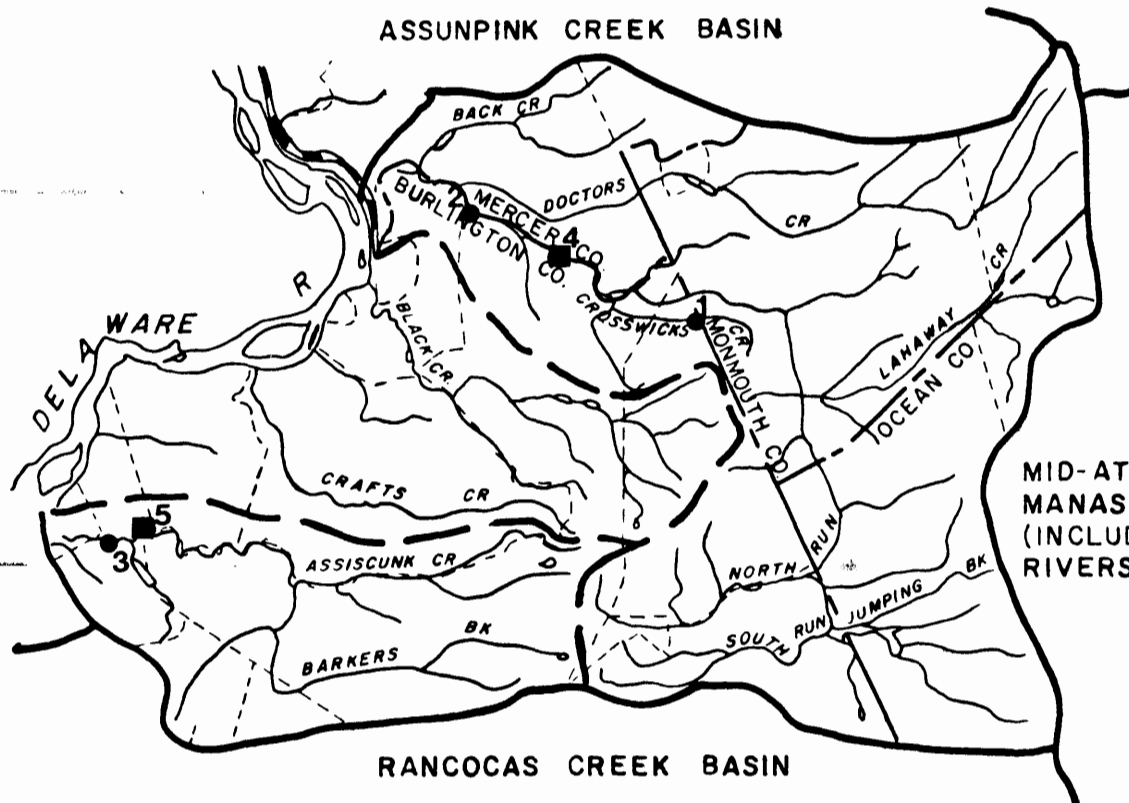 ASSUNPINK CREEK BASIN
BACK CR
DOCTORS CR
BURLINGTON CO.
MERCER CO.
2
4
CROSSWICKS CR
1
MONMOUTH CO
LAHAWAY CR
OCEAN CO
DELAWARE R
BLACK CR.
CRAFTS CR
5
3
ASSISCUNK CR
BARKERS BK
NORTH RUN
SOUTH RUN
JUMPING BK
MID-AT
MANAS
(INCLUD
RIVERS
RANCOCAS CREEK BASIN